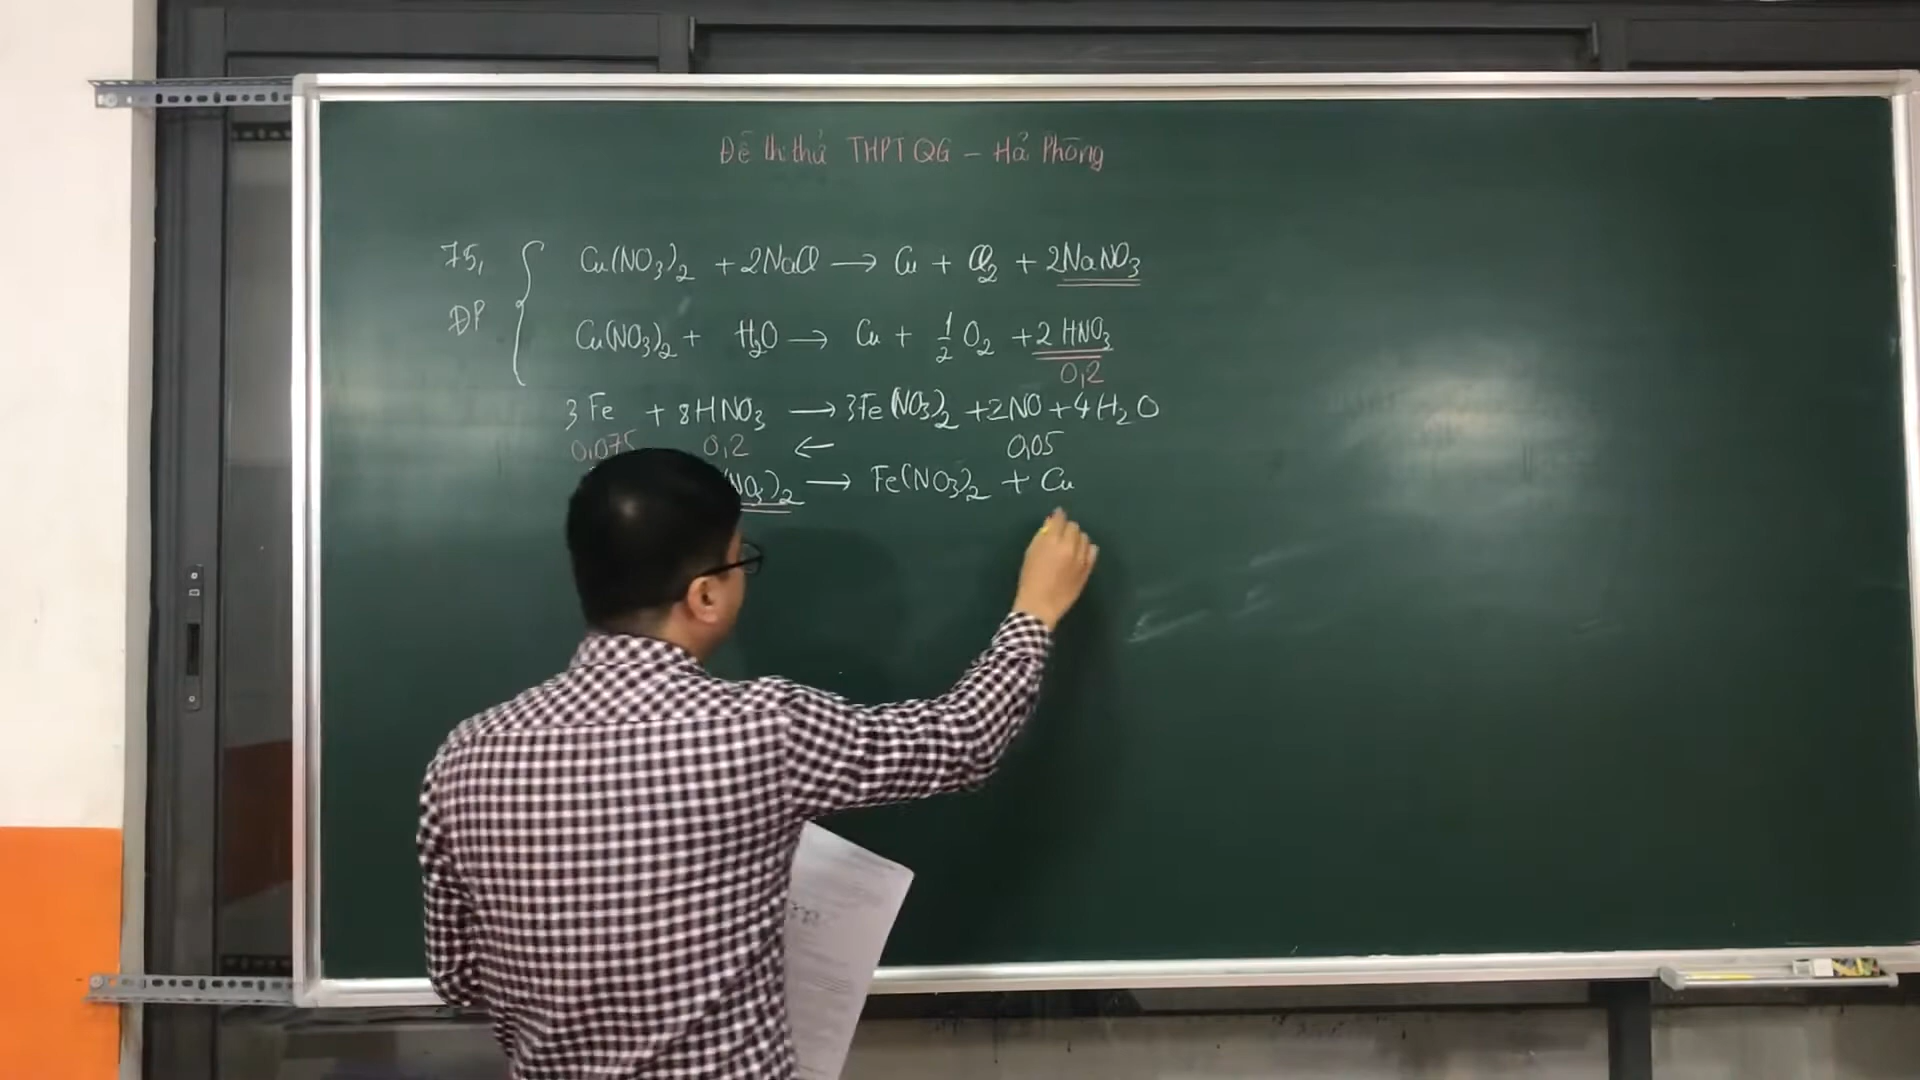 Đề thi thử THPT QG – Hải Phòng
75,
ĐP
Cu(NO3)2 + 2NaCl → Cu + Cl2 + 2NaNO3
Cu(NO3)2 + H2O → Cu + 1/2 O2 + 2HNO3
0,2
3Fe + 8HNO3 → 3Fe(NO3)2 + 2NO + 4H2O
0,075 0,2 ← 0,05
(NO3)2 → Fe(NO3)2 + Cu